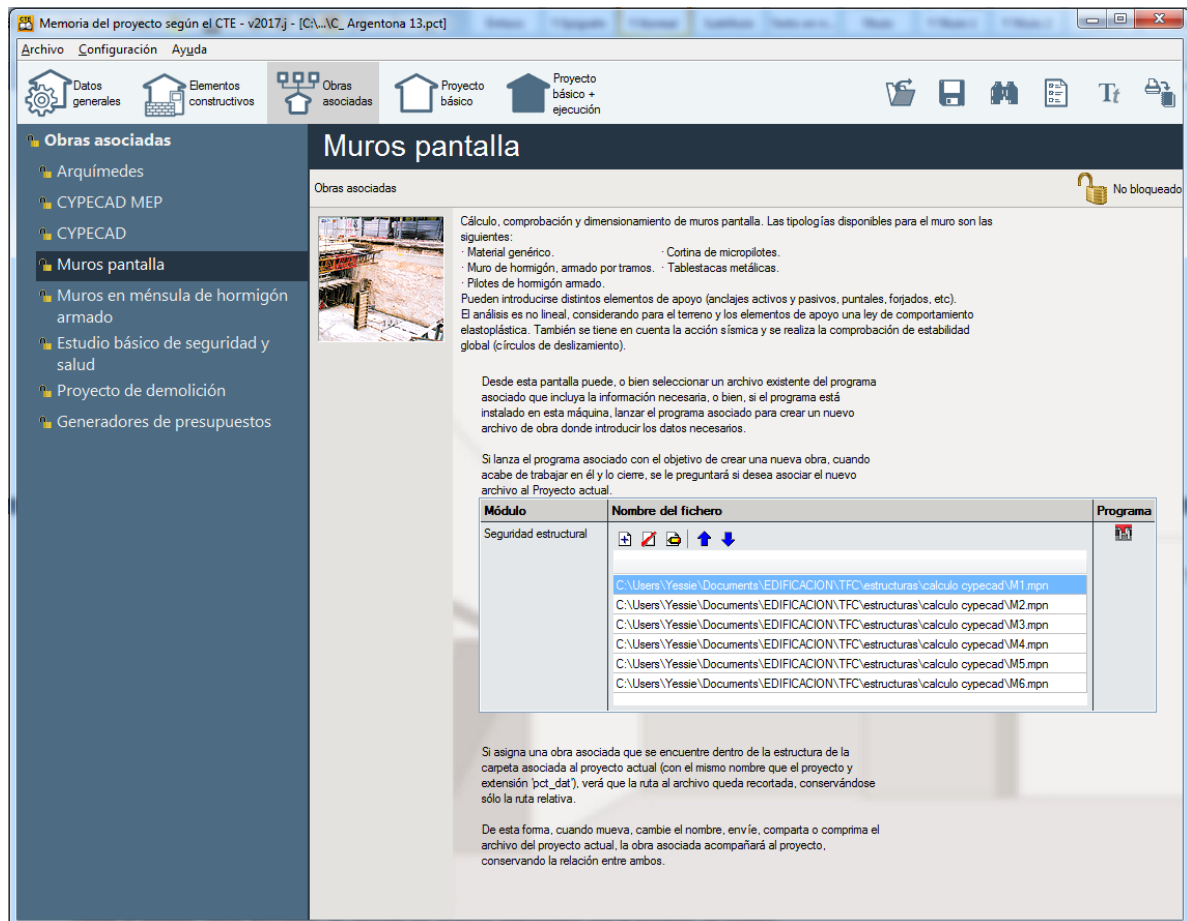 Memoria del proyecto según el CTE - v2017.j - [C:\...\C_ Argentona 13.pct]
Archivo Configuración Ayuda
Datos generales
Elementos constructivos
Obras asociadas
Proyecto básico
Proyecto básico + ejecución
Tt
Obras asociadas
Arquímedes
CYPECAD MEP
CYPECAD
Muros pantalla
Muros en ménsula de hormigón
armado
Estudio básico de seguridad y
salud
Proyecto de demolición
Generadores de presupuestos
Muros pantalla
Obras asociadas
No bloqueado
Cálculo, comprobación y dimensionamiento de muros pantalla. Las tipologías disponibles para el muro son las
siguientes:
· Material genérico. · Cortina de micropilotes.
· Muro de hormigón, armado por tramos. · Tablestacas metálicas.
· Pilotes de hormigón armado.
Pueden introducirse distintos elementos de apoyo (anclajes activos y pasivos, puntales, forjados, etc).
El análisis es no lineal, considerando para el terreno y los elementos de apoyo una ley de comportamiento
elastoplástica. También se tiene en cuenta la acción sísmica y se realiza la comprobación de estabilidad
global (círculos de deslizamiento).
Desde esta pantalla puede, o bien seleccionar un archivo existente del programa
asociado que incluya la información necesaria, o bien, si el programa está
instalado en esta máquina, lanzar el programa asociado para crear un nuevo
archivo de obra donde introducir los datos necesarios.
Si lanza el programa asociado con el objetivo de crear una nueva obra, cuando
acabe de trabajar en él y lo cierre, se le preguntará si desea asociar el nuevo
archivo al Proyecto actual.
Módulo Nombre del fichero Programa
Seguridad estructural
C:\Users\Yessie\Documents\EDIFICACION\TFC\estructuras\calculo cypecad\M1.mpn
C:\Users\Yessie\Documents\EDIFICACION\TFC\estructuras\calculo cypecad\M2.mpn
C:\Users\Yessie\Documents\EDIFICACION\TFC\estructuras\calculo cypecad\M3.mpn
C:\Users\Yessie\Documents\EDIFICACION\TFC\estructuras\calculo cypecad\M4.mpn
C:\Users\Yessie\Documents\EDIFICACION\TFC\estructuras\calculo cypecad\M5.mpn
C:\Users\Yessie\Documents\EDIFICACION\TFC\estructuras\calculo cypecad\M6.mpn
Si asigna una obra asociada que se encuentre dentro de la estructura de la
carpeta asociada al proyecto actual (con el mismo nombre que el proyecto y
extensión 'pct_dat'), verá que la ruta al archivo queda recortada, conservándose
sólo la ruta relativa.
De esta forma, cuando mueva, cambie el nombre, envíe, comparta o comprima el
archivo del proyecto actual, la obra asociada acompañará al proyecto,
conservando la relación entre ambos.